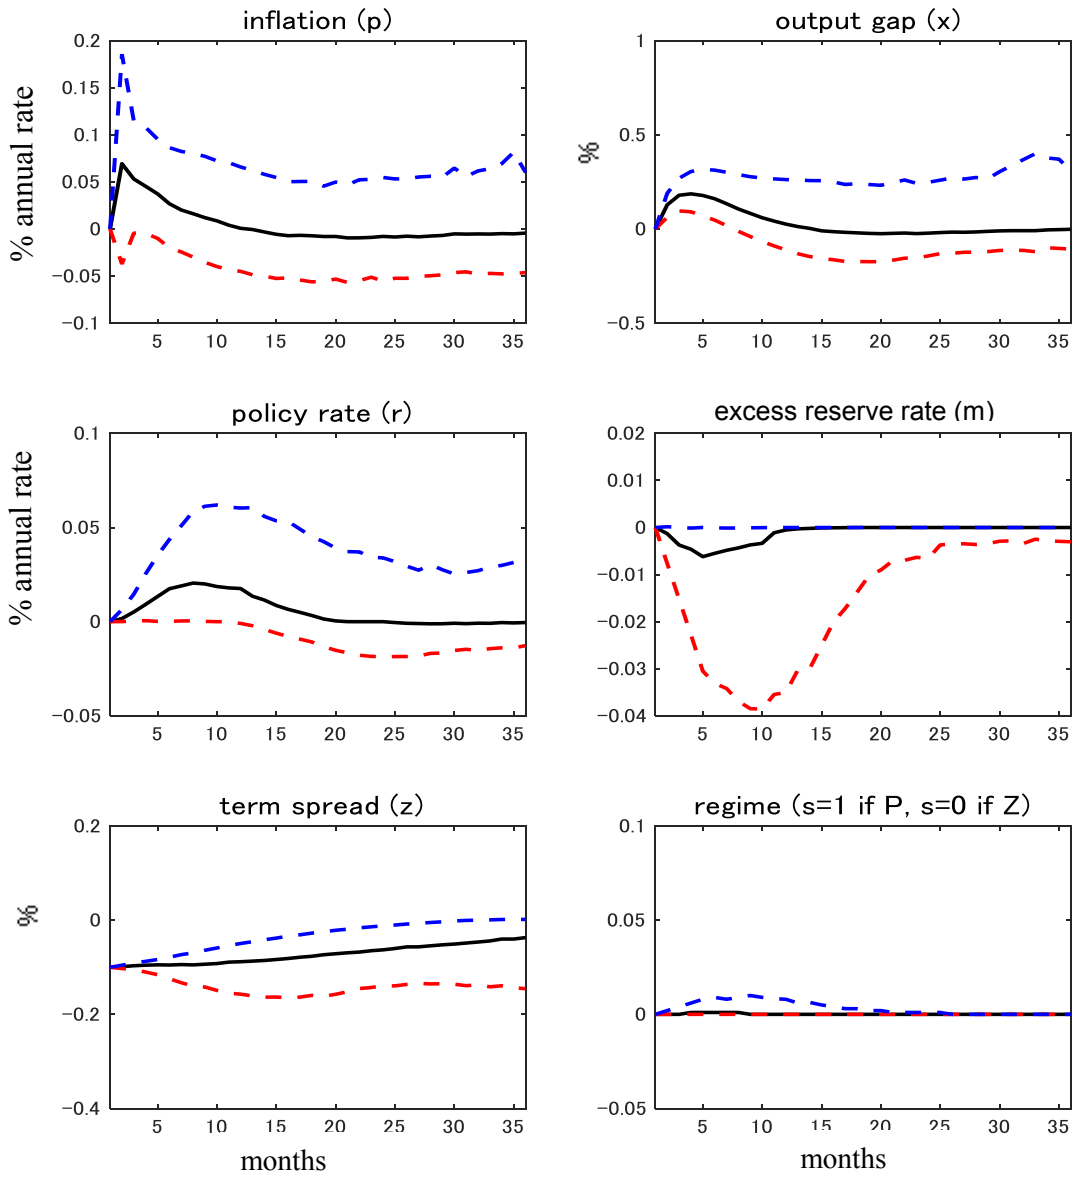 inflation (p)
0.2
0.15
0.1
0.05
0
−0.05
−0.1
5 10 15 20 25 30 35
% annual rate
output gap (x)
1
0.5
0
−0.5
5 10 15 20 25 30 35
%
policy rate (r)
0.1
0.05
0
−0.05
5 10 15 20 25 30 35
% annual rate
excess reserve rate (m)
0.02
0.01
0
−0.01
−0.02
−0.03
−0.04
5 10 15 20 25 30 35
term spread (z)
0.2
0
−0.2
−0.4
5 10 15 20 25 30 35
%
months
regime (s=1 if P, s=0 if Z)
0.1
0.05
0
−0.05
5 10 15 20 25 30 35
months